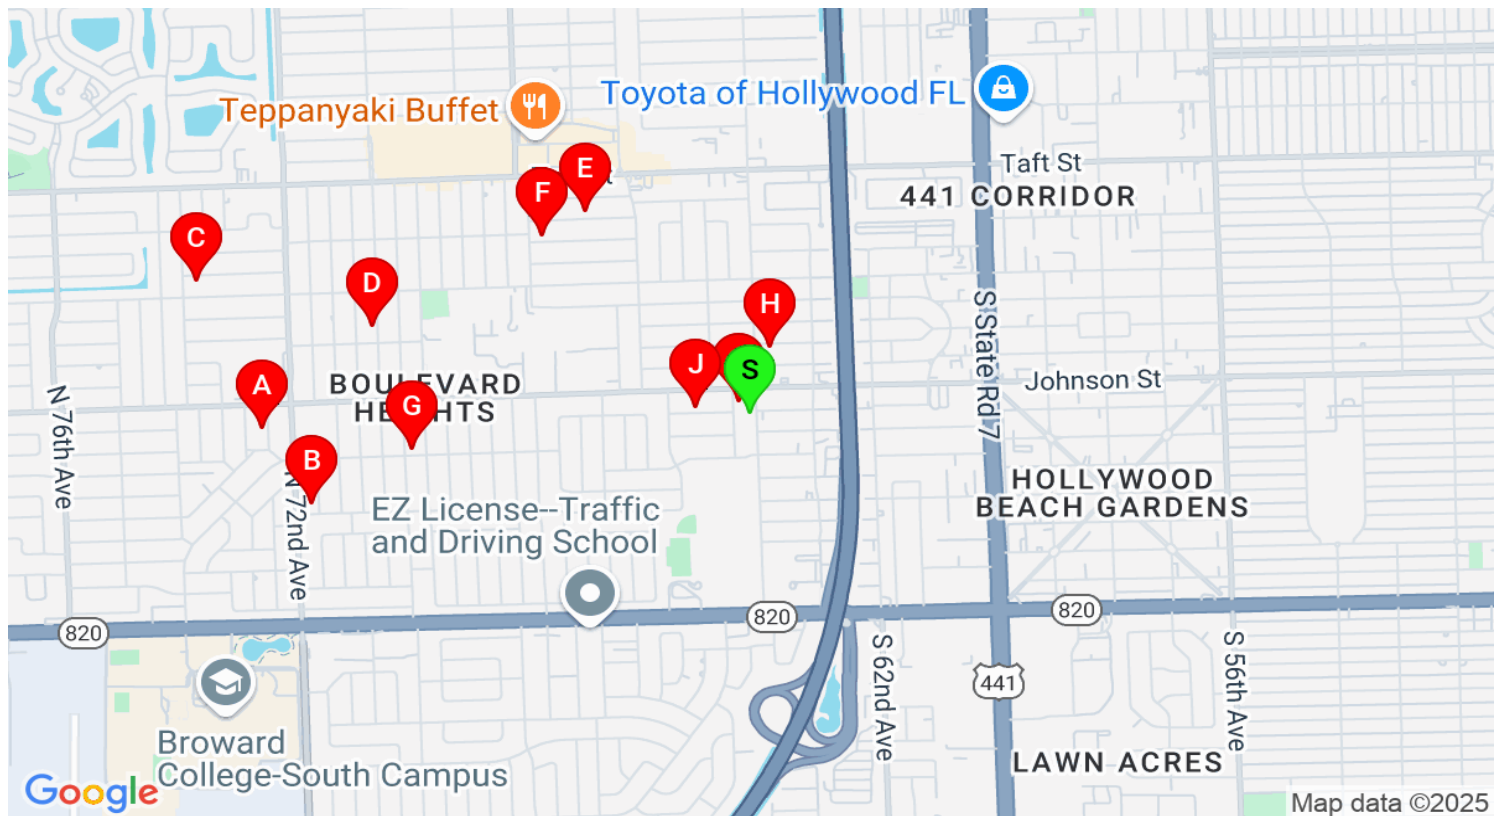 Teppanyaki Buffet
Toyota of Hollywood FL
Taft St
441 CORRIDOR
E
F
C
D
H
S State Rd 7
J
S
A
BOULEVARD
HEIGHTS
G
Johnson St
N 76th Ave
B
N 72nd Ave
HOLLYWOOD
BEACH GARDENS
EZ License--Traffic
and Driving School
820
820
820
S 62nd Ave
S 56th Ave
441
Broward
College-South Campus
LAWN ACRES
Google
Map data ©2025